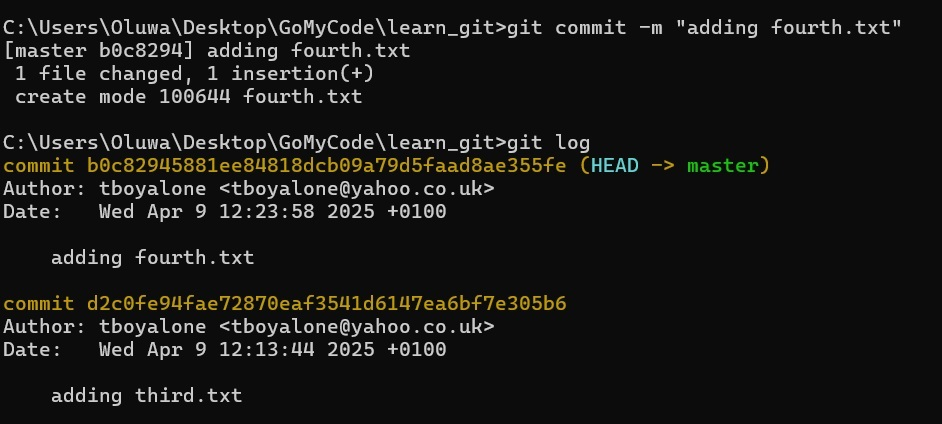 C:\Users\Oluwa\Desktop\GoMyCode\learn_git>git commit -m "adding fourth.txt"
[master b0c8294] adding fourth.txt
 1 file changed, 1 insertion(+)
 create mode 100644 fourth.txt
C:\Users\Oluwa\Desktop\GoMyCode\learn_git>git log
commit b0c82945881ee84818dcb09a79d5faad8ae355fe (HEAD -> master)
Author: tboyalone <tboyalone@yahoo.co.uk>
Date:   Wed Apr 9 12:23:58 2025 +0100
    adding fourth.txt
commit d2c0fe94fae72870eaf3541d6147ea6bf7e305b6
Author: tboyalone <tboyalone@yahoo.co.uk>
Date:   Wed Apr 9 12:13:44 2025 +0100
    adding third.txt